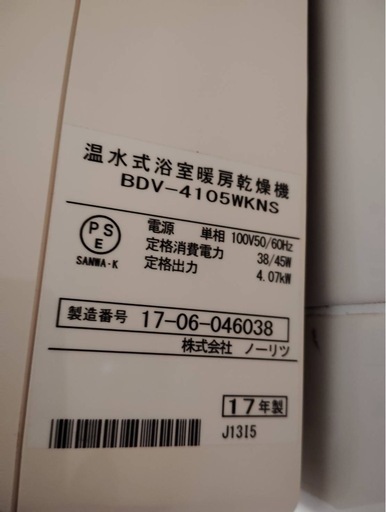 温水式浴室暖房乾燥機
BDV-4105WKNS
PS
E
SANWA-K
電源 単相 100V50/60Hz
定格消費電力 38/45W
定格出力 4.07kW
製造番号 17-06-046038
株式会社 ノーリツ
17年製
J13I5